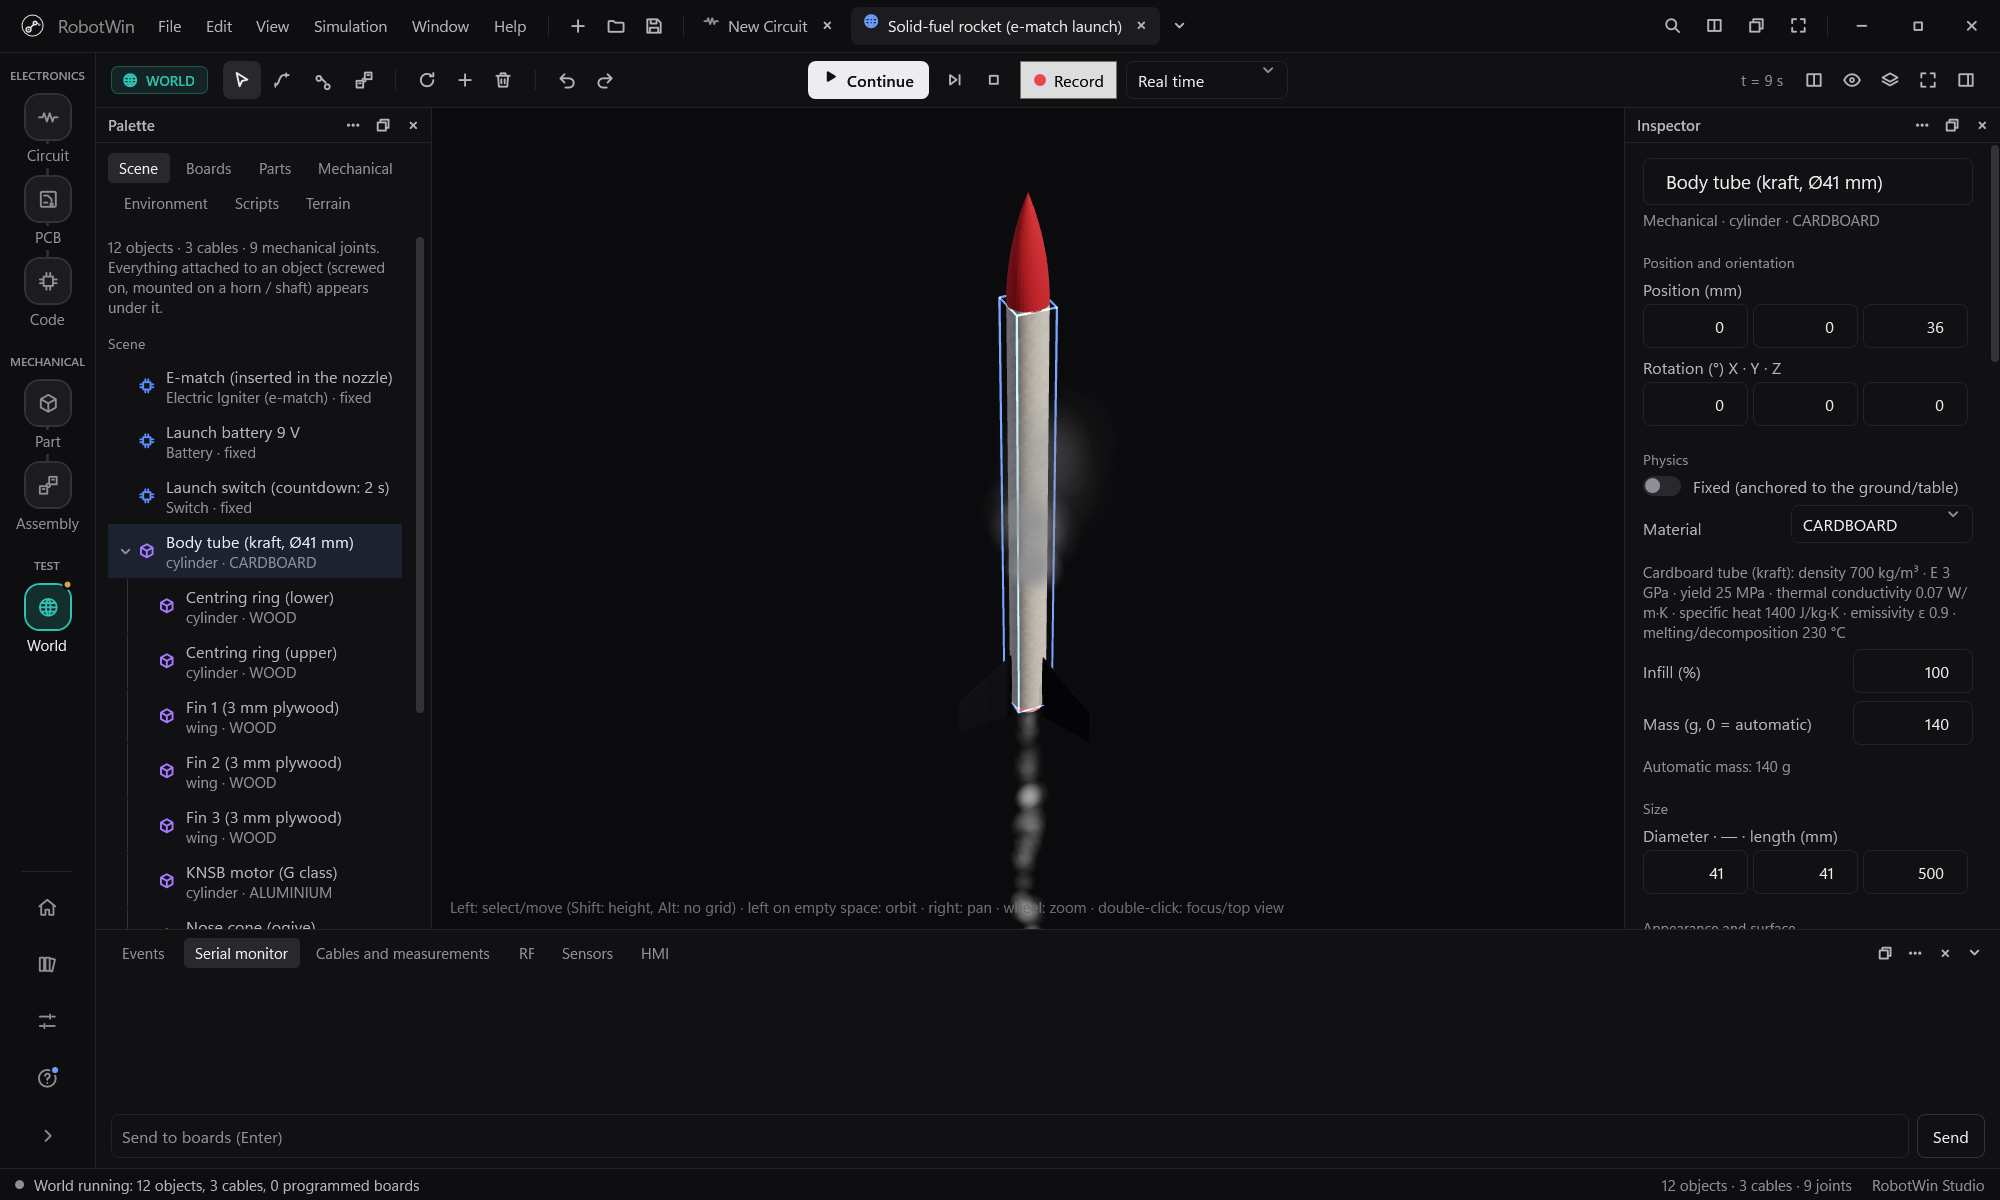 RobotWin File Edit View Simulation Window Help New Circuit Solid-fuel rocket (e-match launch)
ELECTRONICS
Circuit
PCB
Code
MECHANICAL
Part
Assembly
TEST
World
WORLD Continue Record Real time t = 9 s
Palette
Scene Boards Parts Mechanical
Environment Scripts Terrain
12 objects · 3 cables · 9 mechanical joints.
Everything attached to an object (screwed
on, mounted on a horn / shaft) appears
under it.
Scene
E-match (inserted in the nozzle)
Electric Igniter (e-match) · fixed
Launch battery 9 V
Battery · fixed
Launch switch (countdown: 2 s)
Switch · fixed
Body tube (kraft, Ø41 mm)
cylinder · CARDBOARD
Centring ring (lower)
cylinder · WOOD
Centring ring (upper)
cylinder · WOOD
Fin 1 (3 mm plywood)
wing · WOOD
Fin 2 (3 mm plywood)
wing · WOOD
Fin 3 (3 mm plywood)
wing · WOOD
KNSB motor (G class)
cylinder · ALUMINIUM
Nose cone (ogive)
Left: select/move (Shift: height, Alt: no grid) · left on empty space: orbit · right: pan · wheel: zoom · double-click: focus/top view
Inspector
Body tube (kraft, Ø41 mm)
Mechanical · cylinder · CARDBOARD
Position and orientation
Position (mm)
0 0 36
Rotation (°) X · Y · Z
0 0 0
Physics
Fixed (anchored to the ground/table)
Material CARDBOARD
Cardboard tube (kraft): density 700 kg/m³ · E 3
GPa · yield 25 MPa · thermal conductivity 0.07 W/
m·K · specific heat 1400 J/kg·K · emissivity ε 0.9 ·
melting/decomposition 230 °C
Infill (%) 100
Mass (g, 0 = automatic) 140
Automatic mass: 140 g
Size
Diameter · — · length (mm)
41 41 500
Appearance and surface
Events Serial monitor Cables and measurements RF Sensors HMI
Send to boards (Enter) Send
World running: 12 objects, 3 cables, 0 programmed boards 12 objects · 3 cables · 9 joints RobotWin Studio